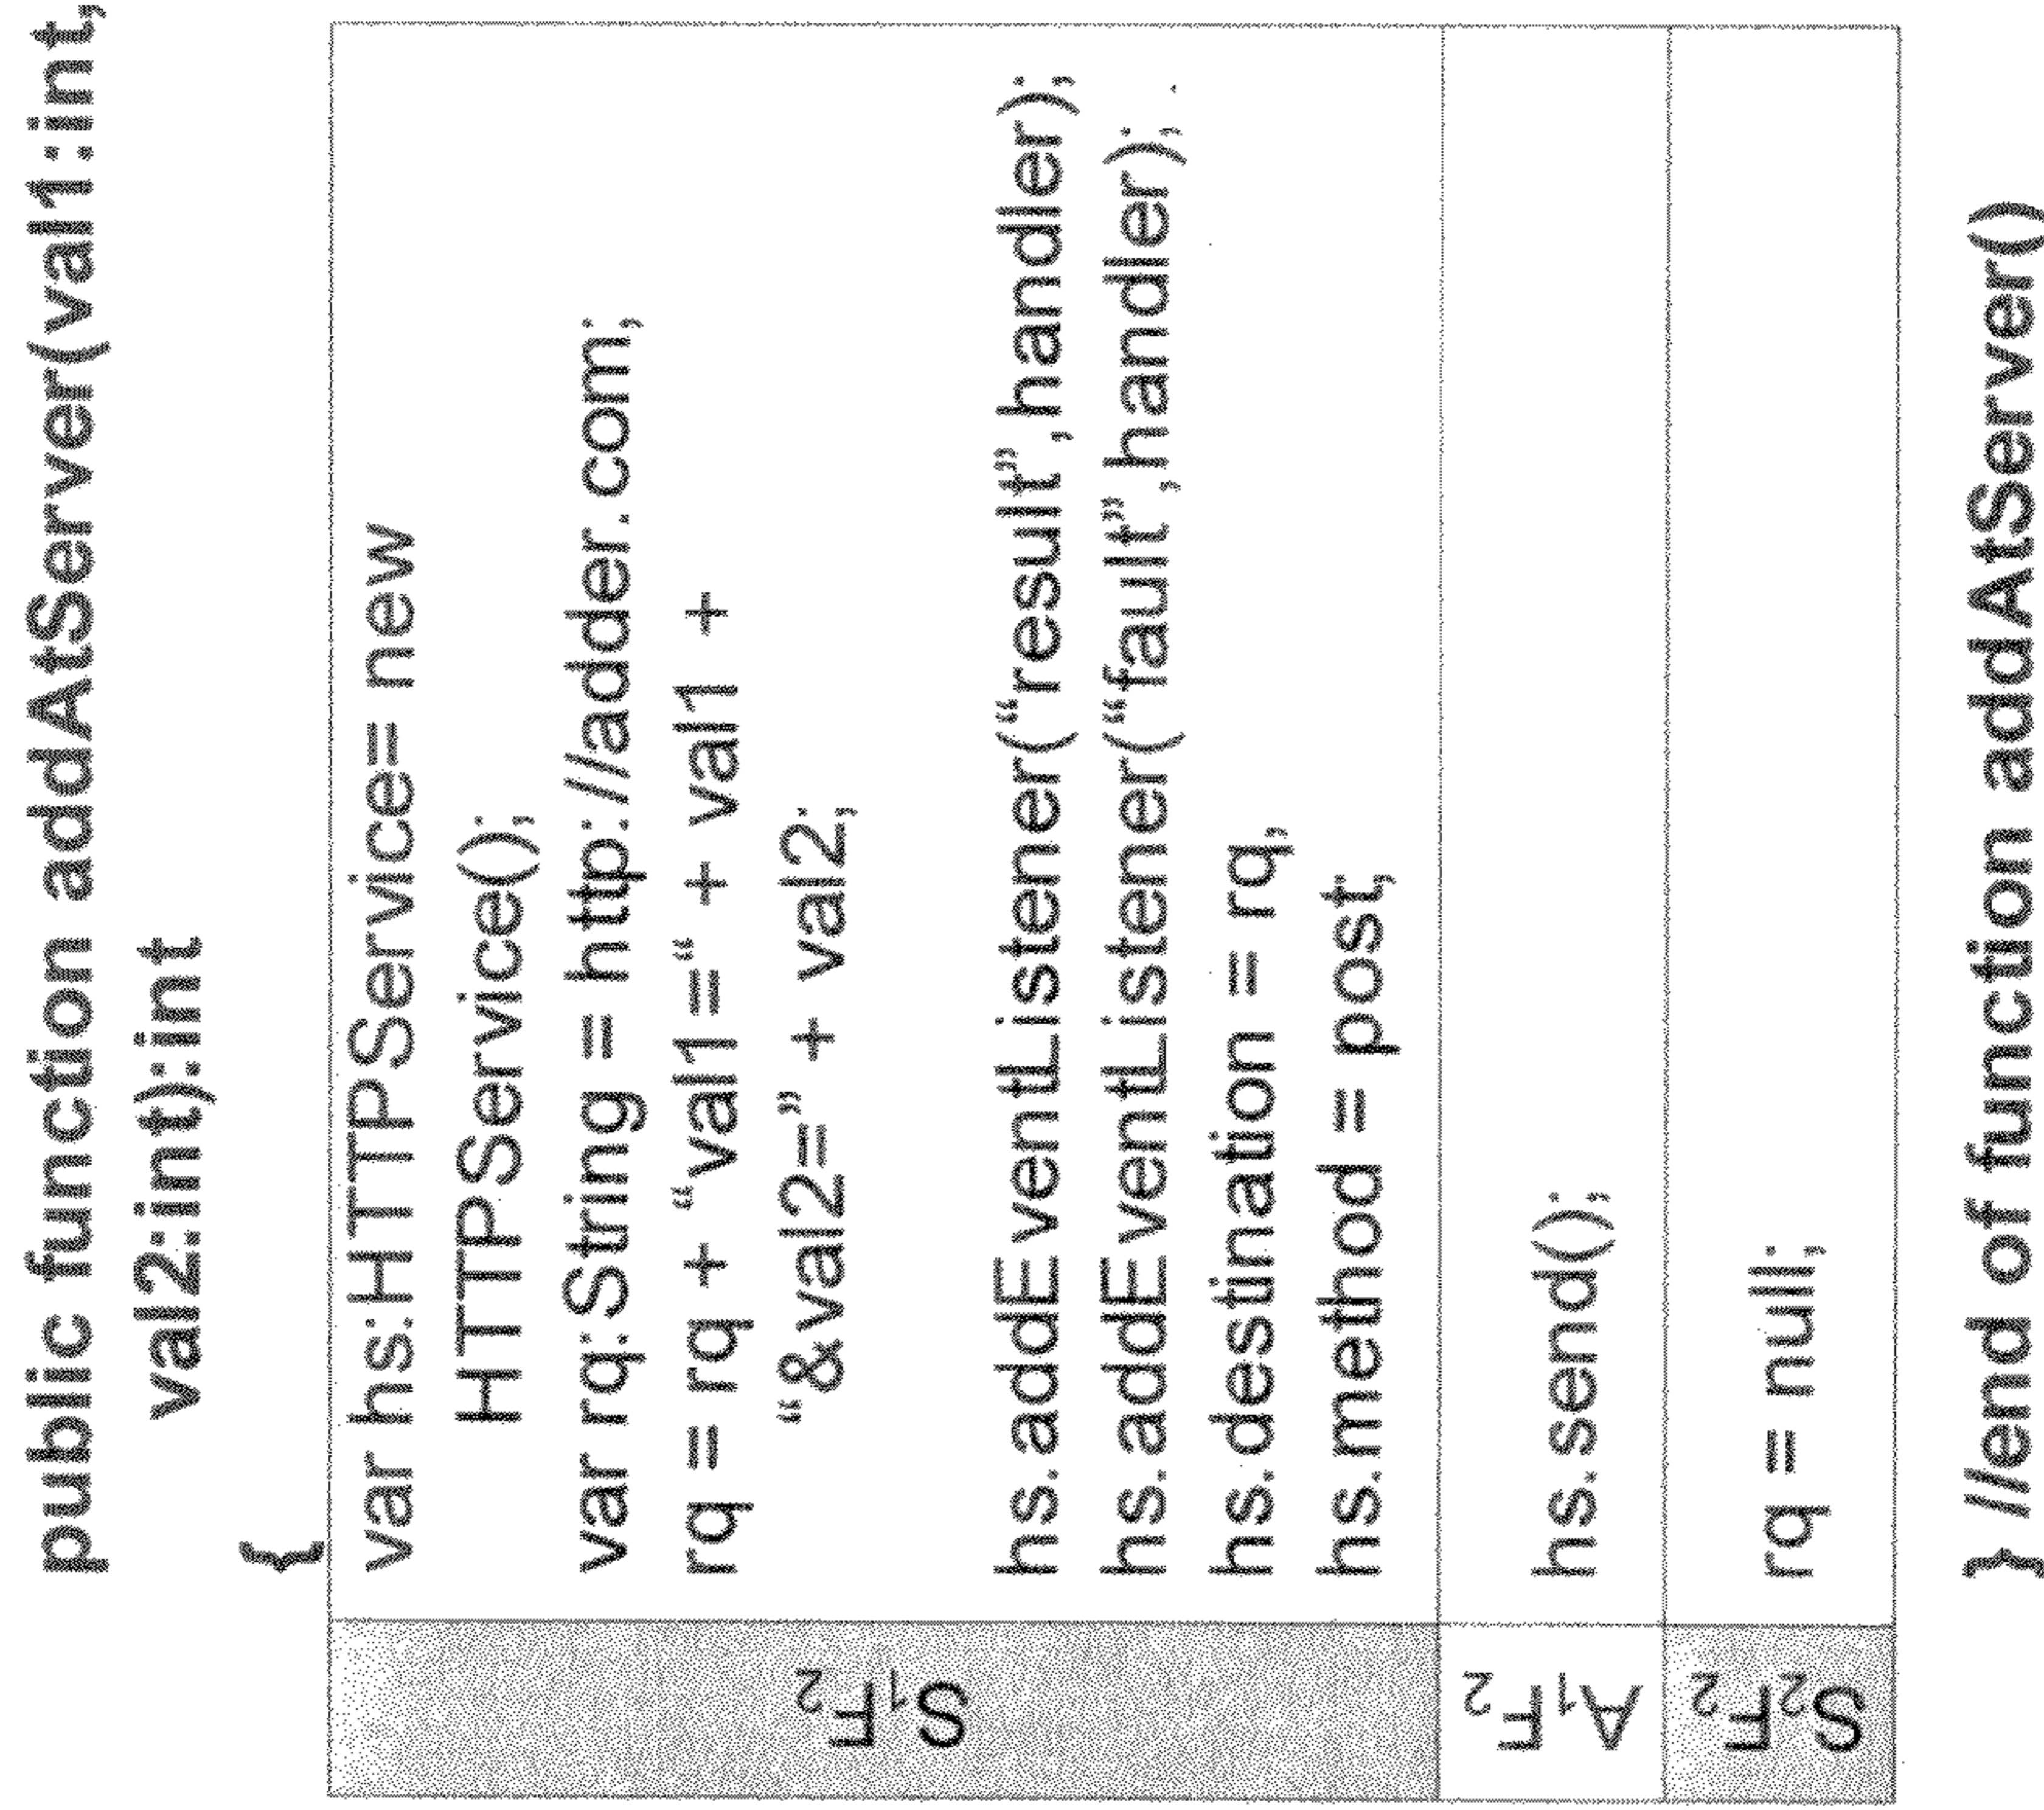 public function addAtServer(val1:int,
val2:int):int
{
S1F2
var hs:HTTPService= new
HTTPService();
var rq:String = http://adder.com;
rq = rq + “val1=“ + val1 +
“&val2=” + val2;
hs.addEventListener(“result”,handler);
hs.addEventListener(“fault”,handler);
hs.destination = rq;
hs.method = post;
A1F2
hs.send();
S2F2
rq = null;
} //end of function addAtServer()